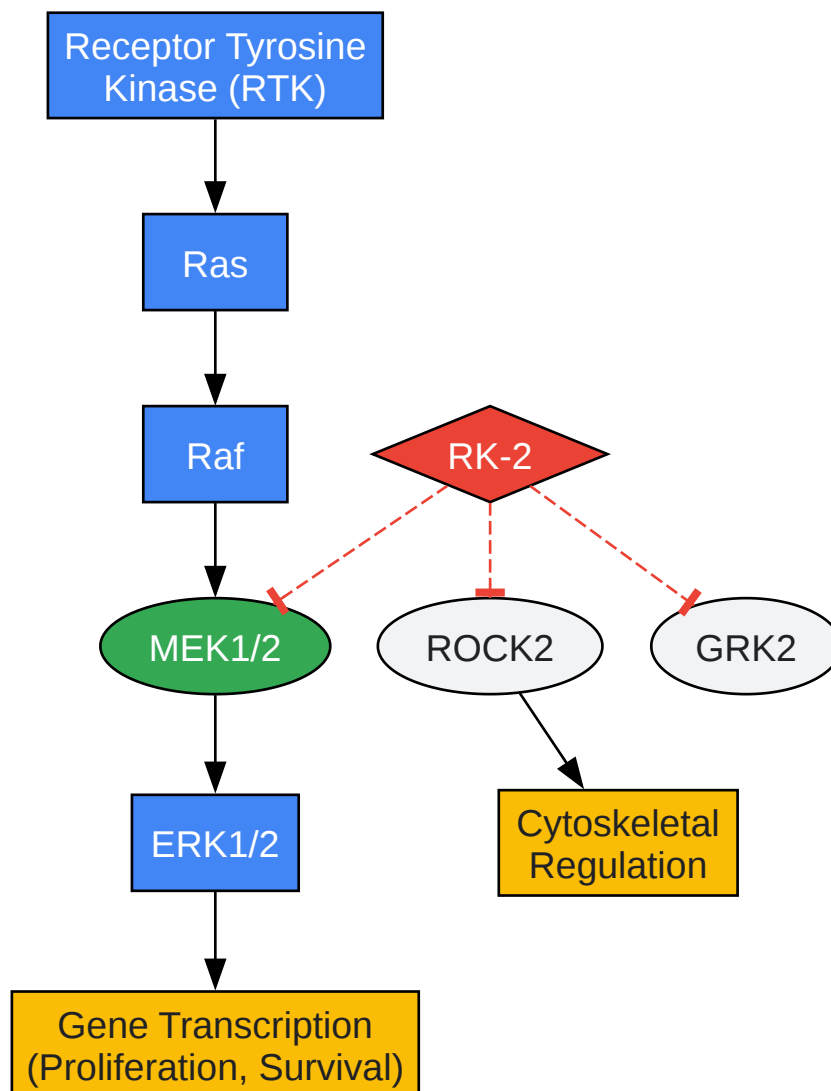 Receptor Tyrosine
Kinase (RTK)
Ras
Raf
RK-2
MEK1/2
ROCK2
GRK2
ERK1/2
Cytoskeletal
Regulation
Gene Transcription
(Proliferation, Survival)